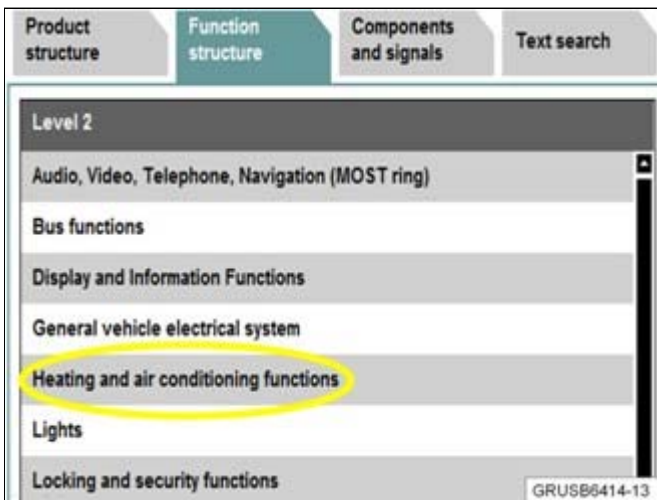 Product
structure
Function
structure
Components
and signals
Text search
Level 2
Audio, Video, Telephone, Navigation (MOST ring)
Bus functions
Display and Information Functions
General vehicle electrical system
Heating and air conditioning functions
Lights
Locking and security functions
GRUSB6414-13